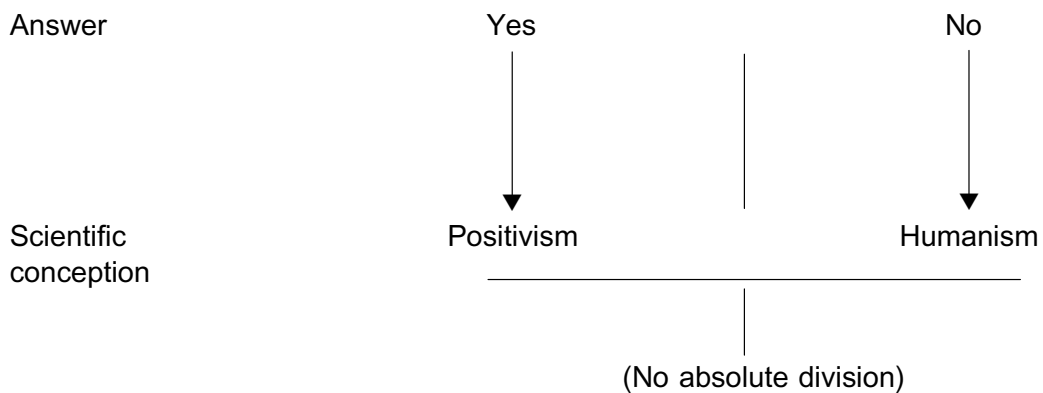 Answer Yes No
Scientific Positivism Humanism
conception
(No absolute division)